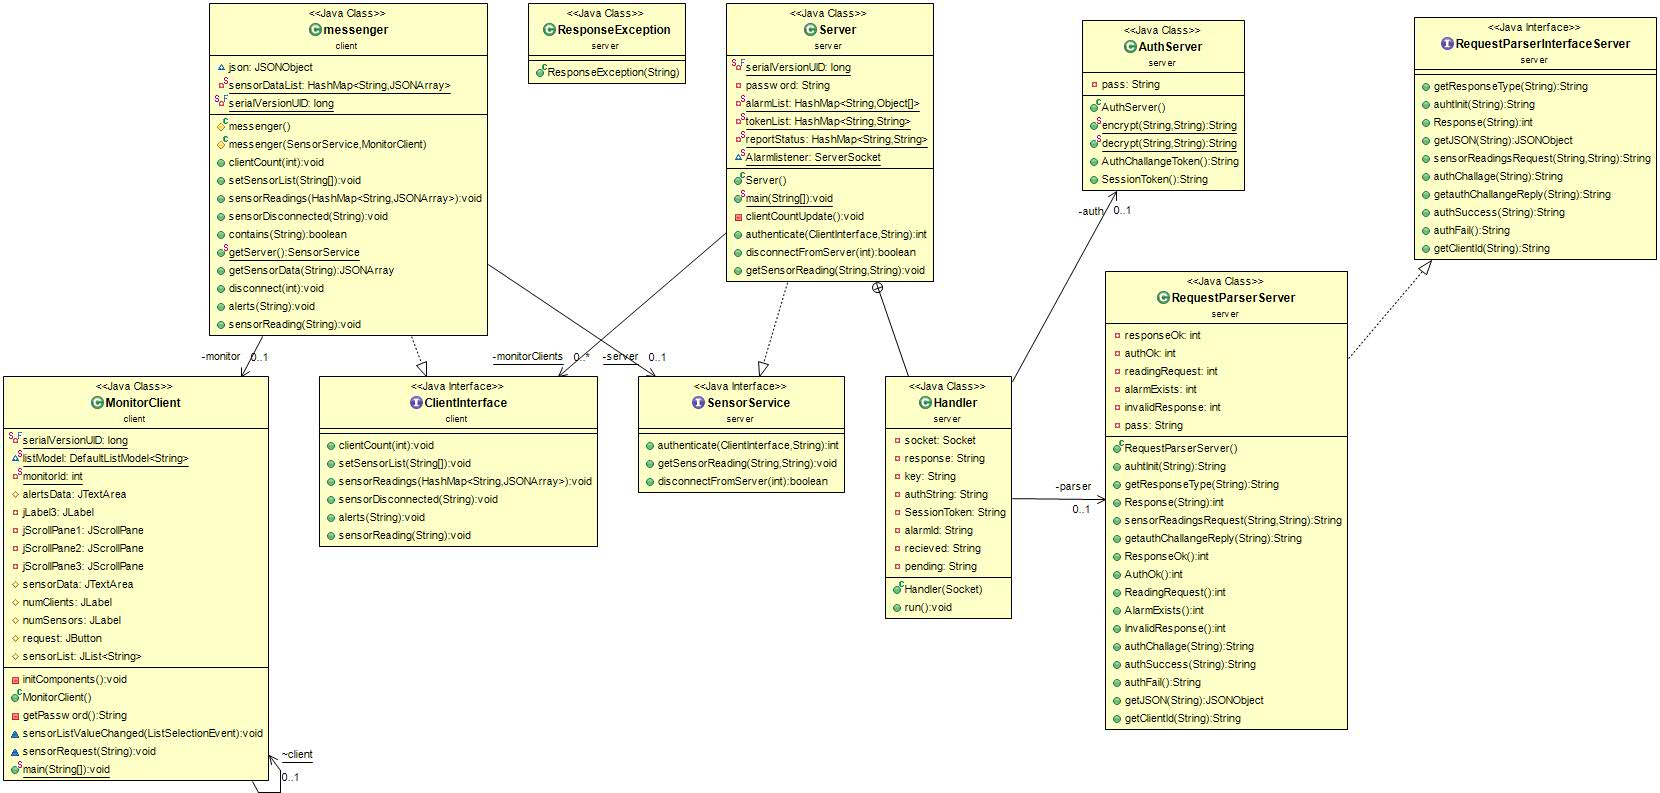 <<Java Class>>
messenger
client
json: JSONObject
sensorDataList: HashMap<String,JSONArray>
serialVersionUID: long
messenger()
messenger(SensorService,MonitorClient)
clientCount(int):void
setSensorList(String[]):void
sensorReadings(HashMap<String,JSONArray>):void
sensorDisconnected(String):void
contains(String):boolean
getServer():SensorService
getSensorData(String):JSONArray
disconnect(int):void
alerts(String):void
sensorReading(String):void
<<Java Class>>
ResponseException
server
ResponseException(String)
<<Java Class>>
Server
server
serialVersionUID: long
password: String
alarmList: HashMap<String,Object[]>
tokenList: HashMap<String,String>
reportStatus: HashMap<String,String>
Alarmlistener: ServerSocket
Server()
main(String[]):void
clientCountUpdate():void
authenticate(ClientInterface,String):int
disconnectFromServer(int):boolean
getSensorReading(String,String):void
<<Java Class>>
AuthServer
server
pass: String
AuthServer()
encrypt(String,String):String
decrypt(String,String):String
AuthChallangeToken():String
SessionToken():String
<<Java Interface>>
RequestParserInterfaceServer
server
getResponseType(String):String
auhtInit(String):String
Response(String):int
getJSON(String):JSONObject
sensorReadingsRequest(String,String):String
authChallage(String):String
getauthChallangeReply(String):String
authSuccess(String):String
authFail():String
getClientId(String):String
-auth 0..1
-monitor 0..1
-monitorClients 0..*
-server 0..1
<<Java Class>>
MonitorClient
client
serialVersionUID: long
listModel: DefaultListModel<String>
monitorId: int
alertsData: JTextArea
jLabel3: JLabel
jScrollPane1: JScrollPane
jScrollPane2: JScrollPane
jScrollPane3: JScrollPane
sensorData: JTextArea
numClients: JLabel
numSensors: JLabel
request: JButton
sensorList: JList<String>
initComponents():void
MonitorClient()
getPassword():String
sensorListValueChanged(ListSelectionEvent):void
sensorRequest(String):void
main(String[]):void
~client
0..1
<<Java Interface>>
ClientInterface
client
clientCount(int):void
setSensorList(String[]):void
sensorReadings(HashMap<String,JSONArray>):void
sensorDisconnected(String):void
alerts(String):void
sensorReading(String):void
<<Java Interface>>
SensorService
server
authenticate(ClientInterface,String):int
getSensorReading(String,String):void
disconnectFromServer(int):boolean
<<Java Class>>
Handler
server
socket: Socket
response: String
key: String
authString: String
SessionToken: String
alarmId: String
recieved: String
pending: String
Handler(Socket)
run():void
-parser
0..1
<<Java Class>>
RequestParserServer
server
responseOk: int
authOk: int
readingRequest: int
alarmExists: int
invalidResponse: int
pass: String
RequestParserServer()
auhtInit(String):String
getResponseType(String):String
Response(String):int
sensorReadingsRequest(String,String):String
getauthChallangeReply(String):String
ResponseOk():int
AuthOk():int
ReadingRequest():int
AlarmExists():int
InvalidResponse():int
authChallage(String):String
authSuccess(String):String
authFail():String
getJSON(String):JSONObject
getClientId(String):String